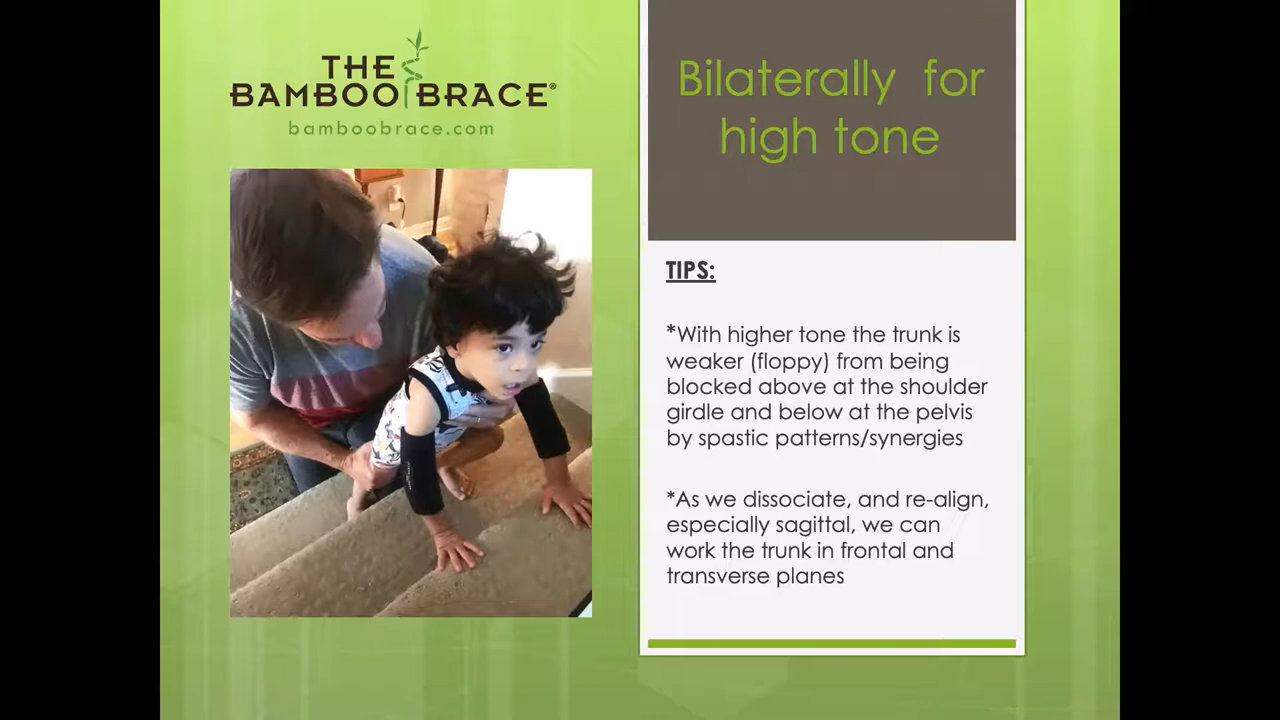 THE
BAMBOO BRACE®
bamboobrace.com
Bilaterally for
high tone
TIPS:
*With higher tone the trunk is
weaker (floppy) from being
blocked above at the shoulder
girdle and below at the pelvis
by spastic patterns/synergies
*As we dissociate, and re-align,
especially sagittal, we can
work the trunk in frontal and
transverse planes